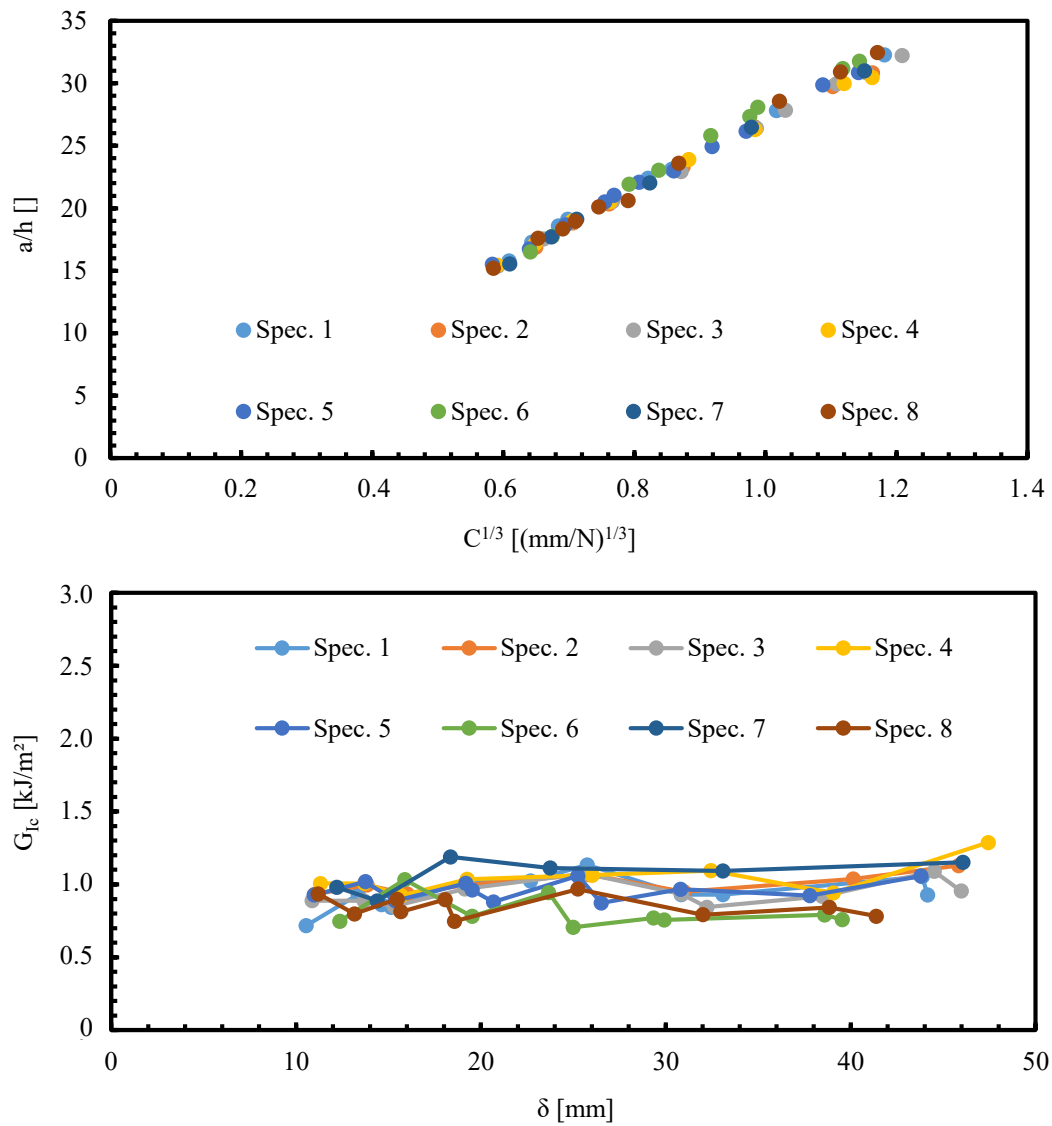 35
30
25
20
15
10
5
0
a/h []
Spec. 1 Spec. 2 Spec. 3 Spec. 4
Spec. 5 Spec. 6 Spec. 7 Spec. 8
0 0.2 0.4 0.6 0.8 1.0 1.2 1.4
C^{1/3} [(mm/N)^{1/3}]
3.0
2.5
2.0
1.5
1.0
0.5
0
G_{Ic} [kJ/m²]
Spec. 1 Spec. 2 Spec. 3 Spec. 4
Spec. 5 Spec. 6 Spec. 7 Spec. 8
0 10 20 30 40 50
δ [mm]